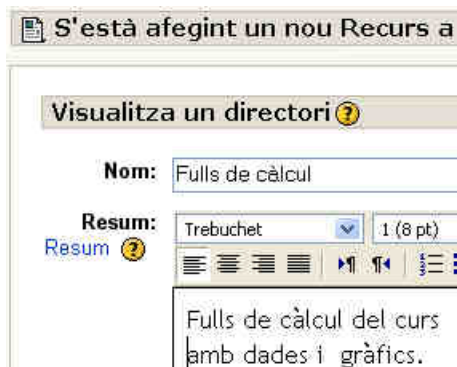 S'està afegint un nou Recurs a
Visualitza un directori
Nom: Fulls de càlcul
Resum: Trebuchet 1 (8 pt)
Resum
Fulls de càlcul del curs
amb dades i gràfics.